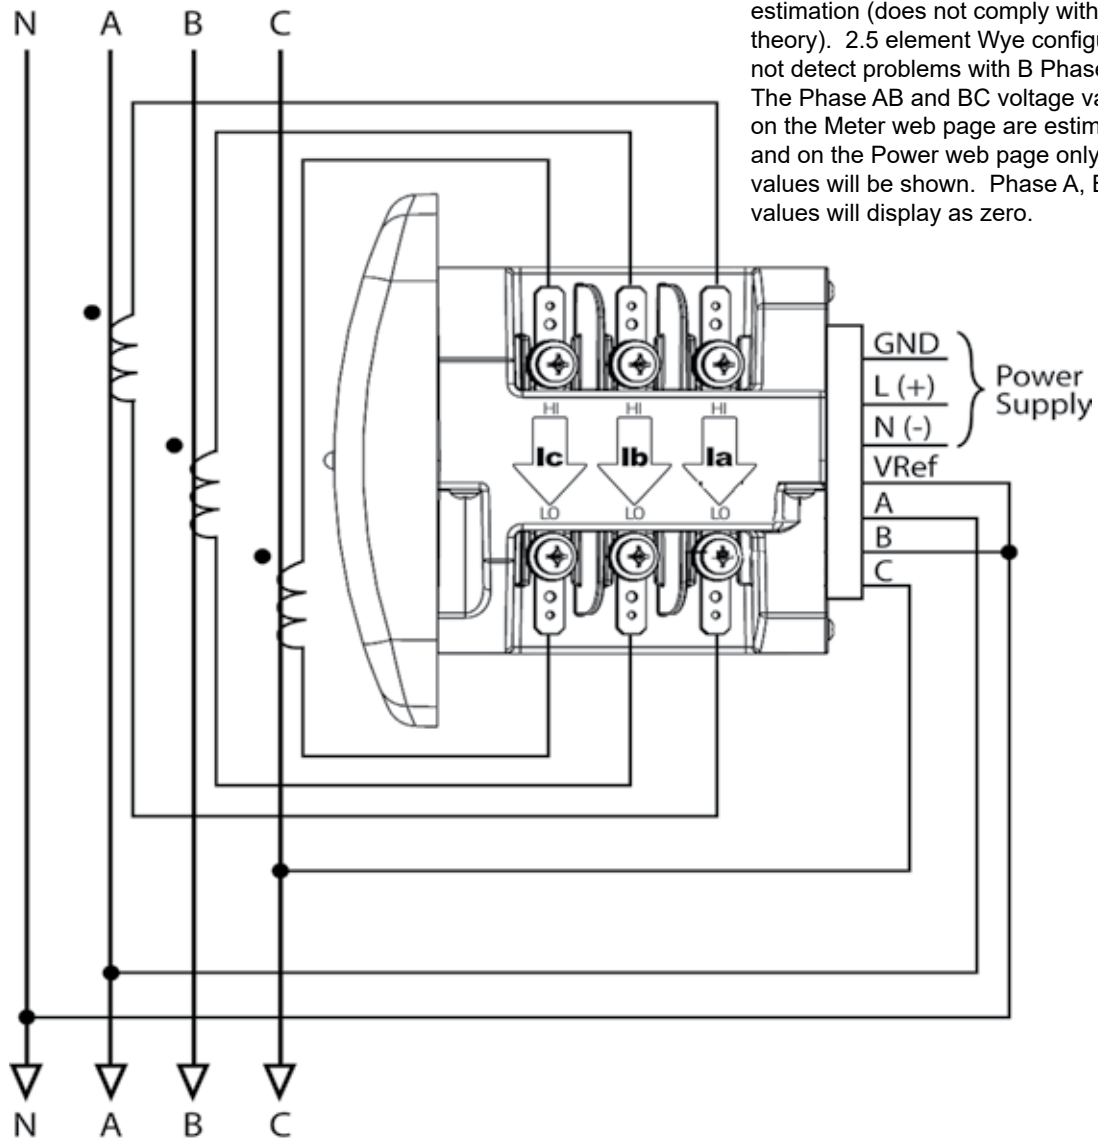 N A B C
estimation (does not comply with
theory). 2.5 element Wye
not detect problems with B Phase
The Phase AB and BC voltage
on the Meter web page are
and on the Power web page only
values will be shown. Phase A,
values will display as zero.
GND
L (+)
N (-)
Power
Supply
VRef
A
B
C
HI HI HI
Ic Ib Ia
LO LO LO
N A B C